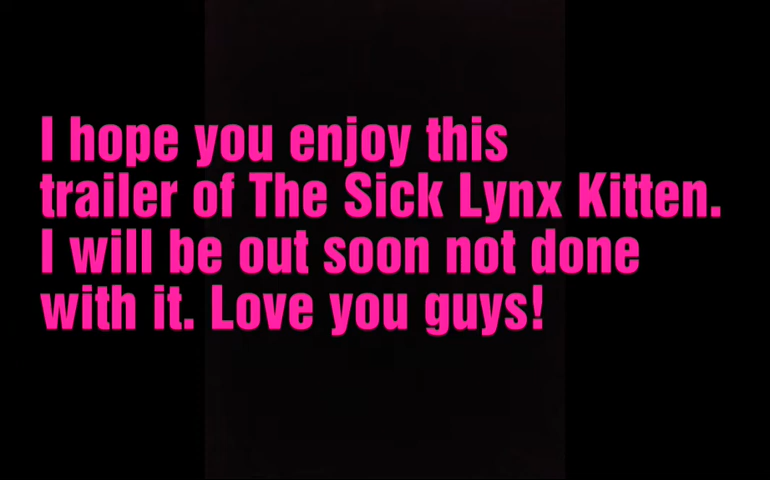 I hope you enjoy this
trailer of The Sick Lynx Kitten.
I will be out soon not done
with it. Love you guys!